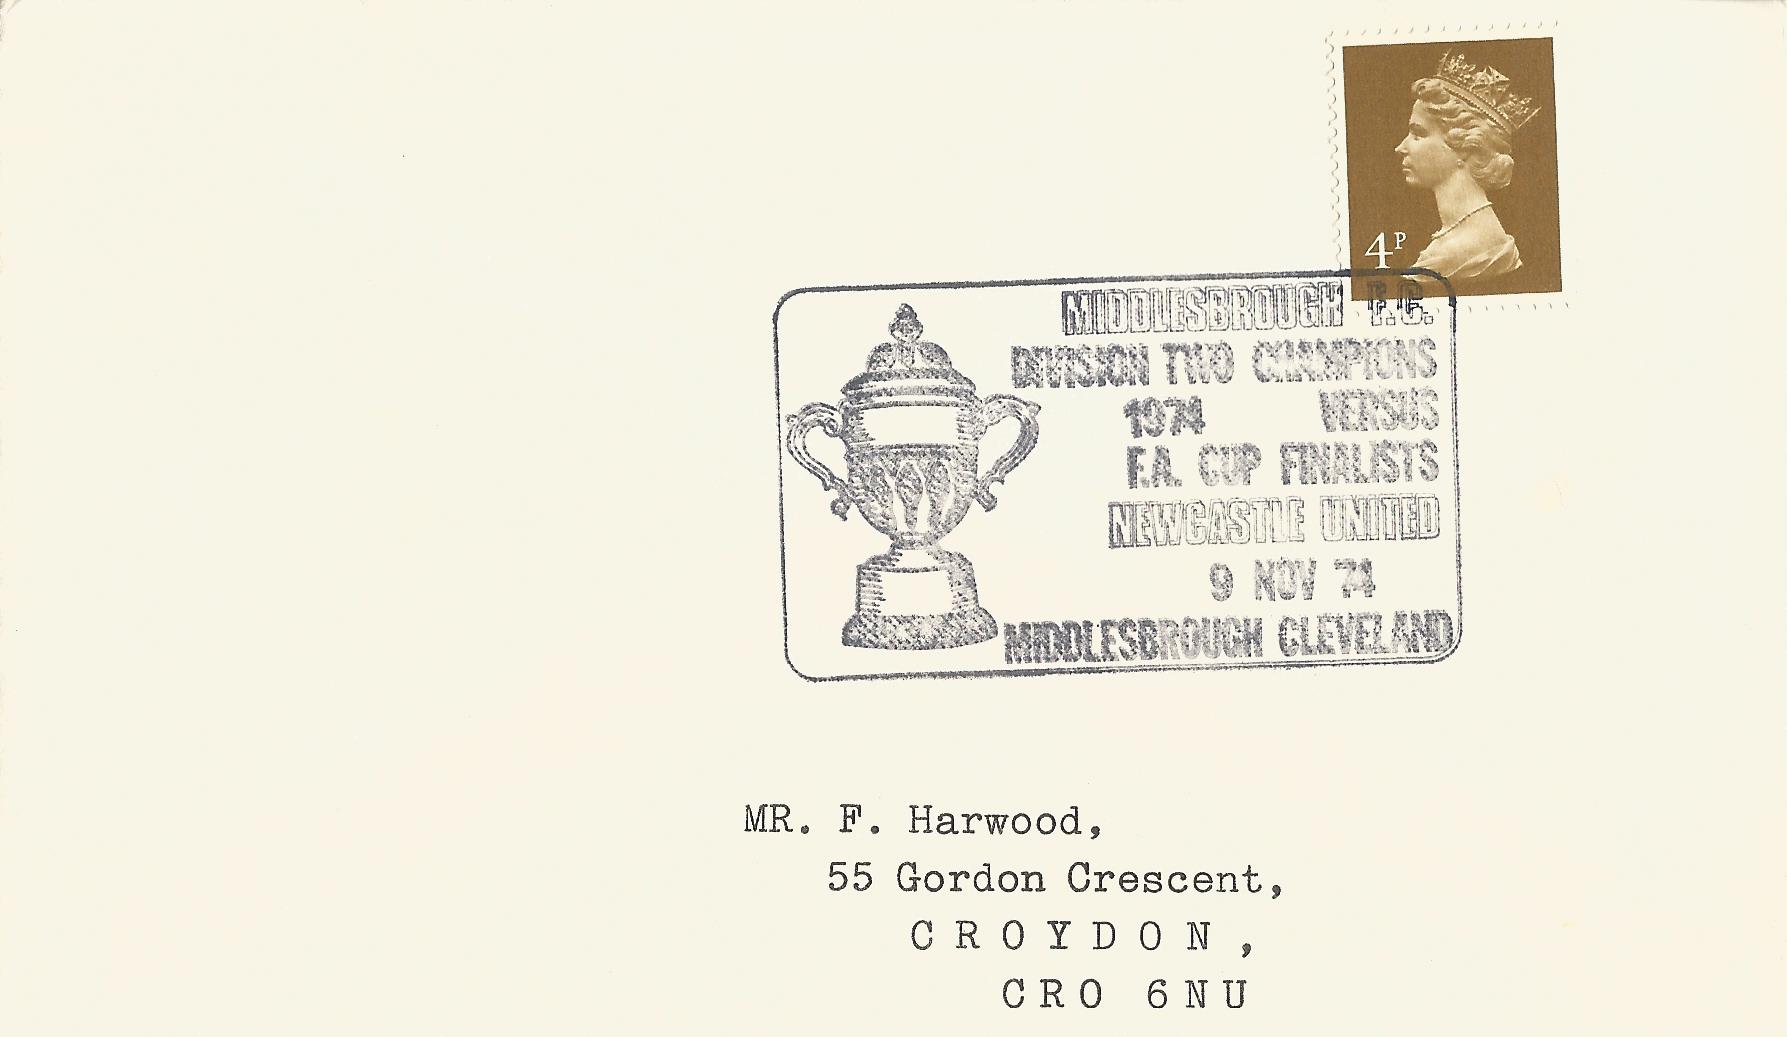 4P
MIDDLESBROUGH F.C.
DIVISION TWO CHAMPIONS
1974 VERSUS
F.A. CUP FINALISTS
NEWCASTLE UNITED
9 NOV 74
MIDDLESBROUGH CLEVELAND
MR. F. Harwood,
55 Gordon Crescent,
CROYDON,
CRO 6NU